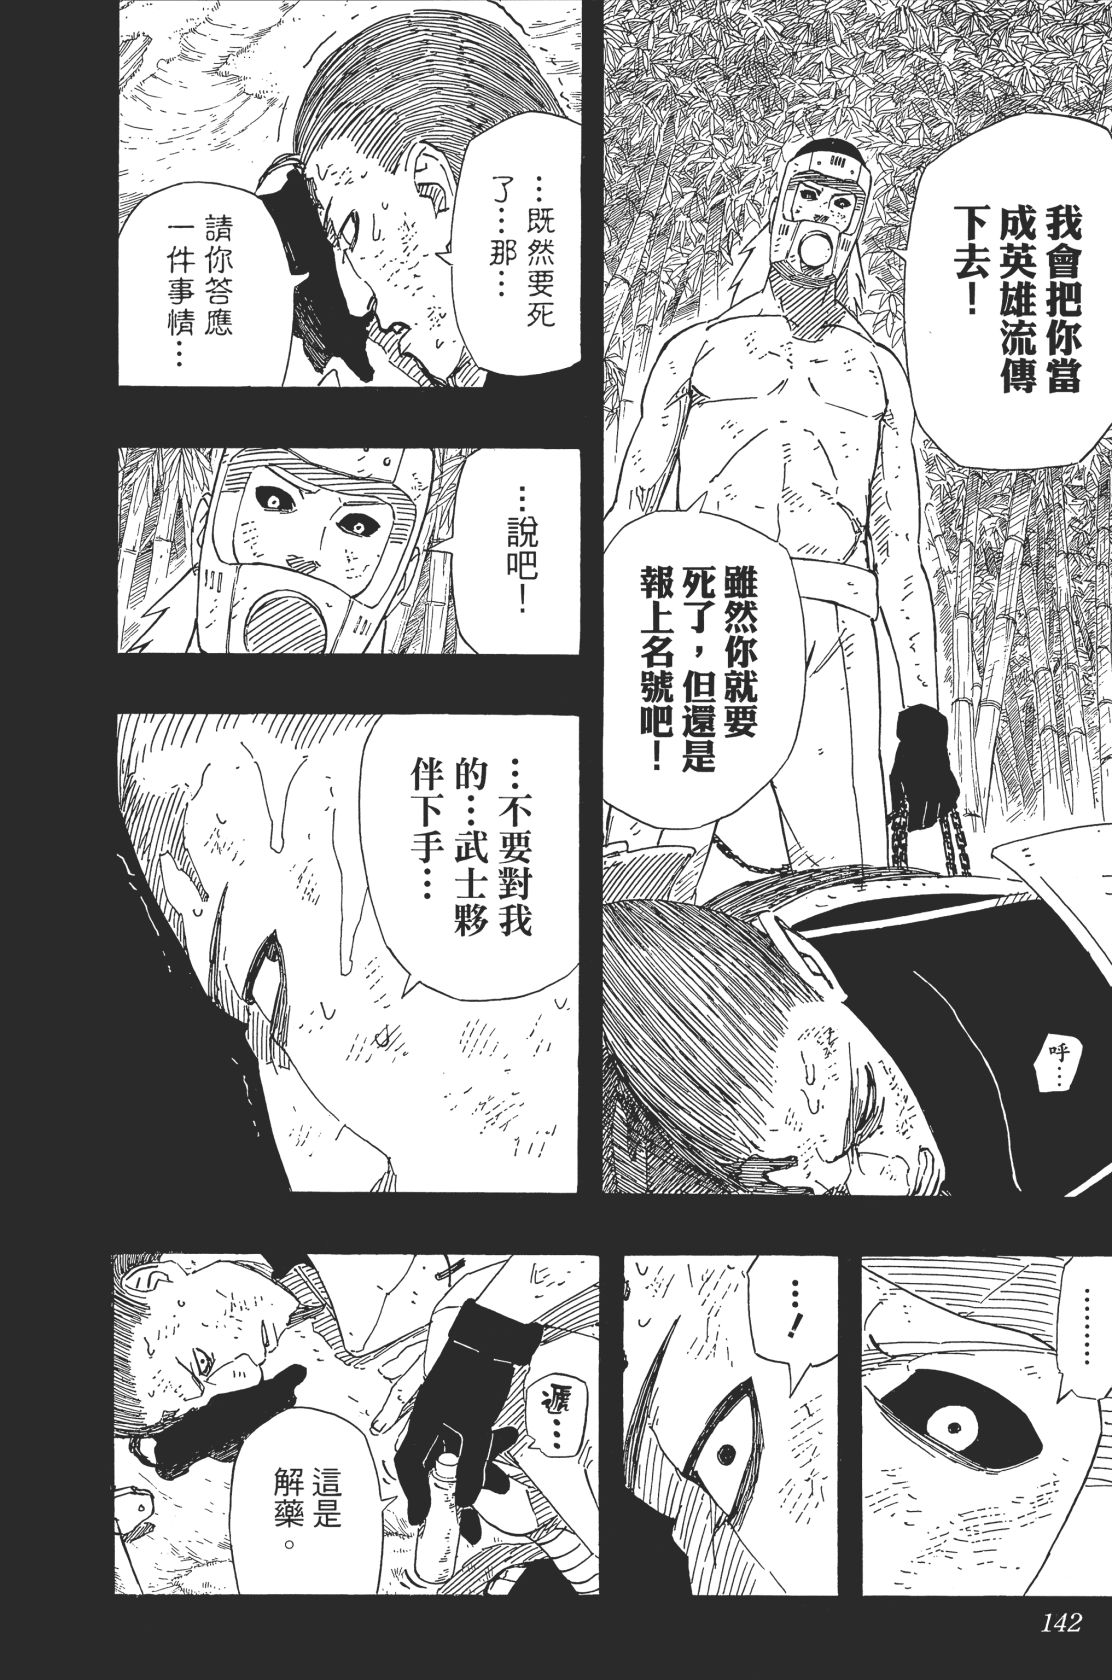 我會把你當
成英雄流傳
下去！
雖然你就要
死了，但還是
報上名號吧！
呼…
…既然要死
了…那…
請你答應
一件事情…
…說吧！
…不要對我
的…武士夥
伴下手…
………
…！
遞…
這是
解藥。
142